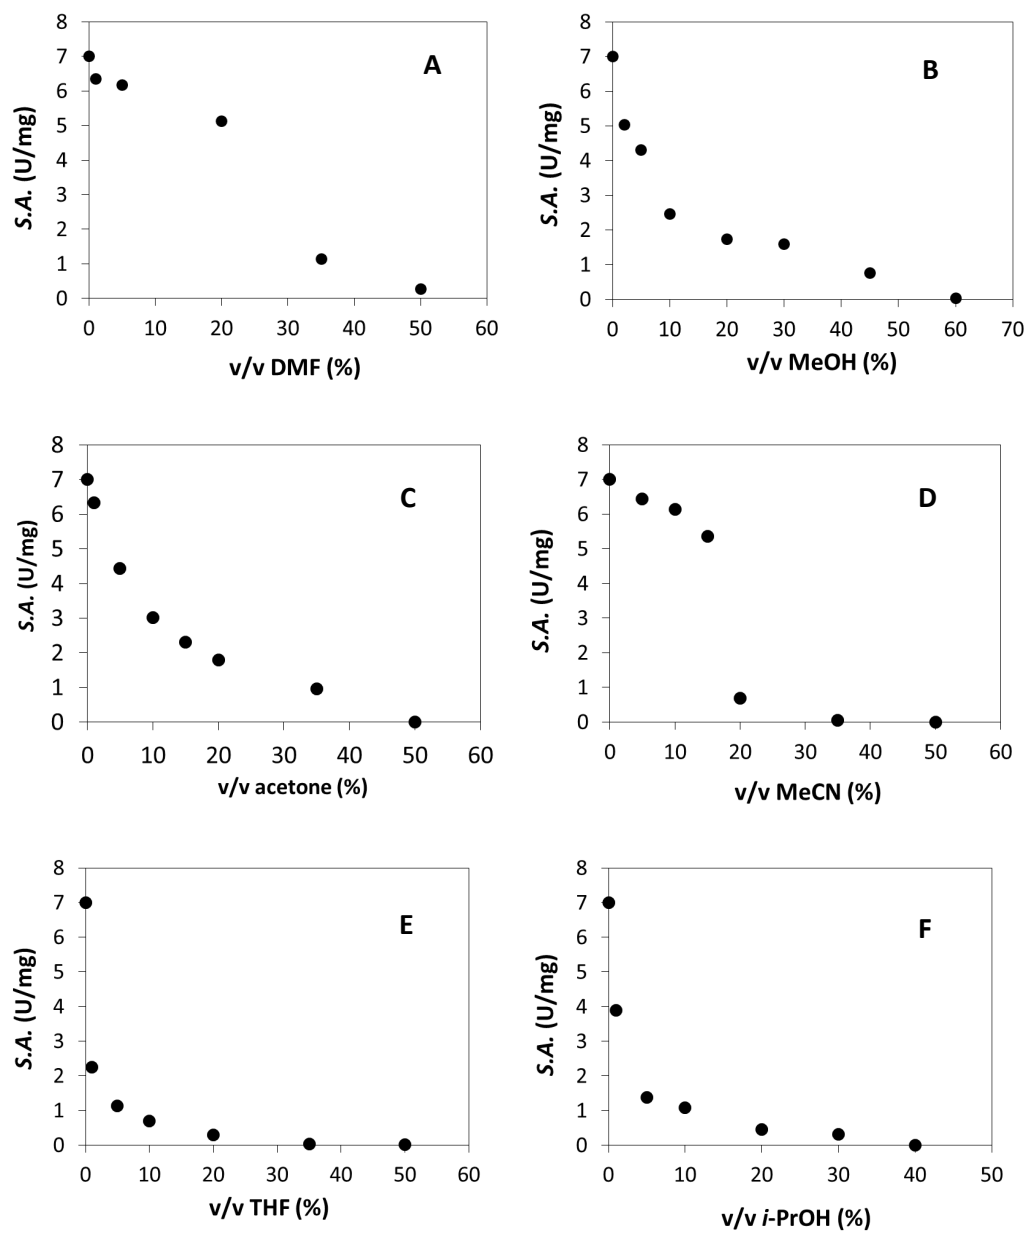 8
7
6
5
4
3
2
1
0
S.A. (U/mg)
A
0 10 20 30 40 50 60
v/v DMF (%)
8
7
6
5
4
3
2
1
0
S.A. (U/mg)
B
0 10 20 30 40 50 60 70
v/v MeOH (%)
8
7
6
5
4
3
2
1
0
S.A. (U/mg)
C
0 10 20 30 40 50 60
v/v acetone (%)
8
7
6
5
4
3
2
1
0
S.A. (U/mg)
D
0 10 20 30 40 50 60
v/v MeCN (%)
8
7
6
5
4
3
2
1
0
S.A. (U/mg)
E
0 10 20 30 40 50 60
v/v THF (%)
8
7
6
5
4
3
2
1
0
S.A. (U/mg)
F
0 10 20 30 40 50
v/v i-PrOH (%)